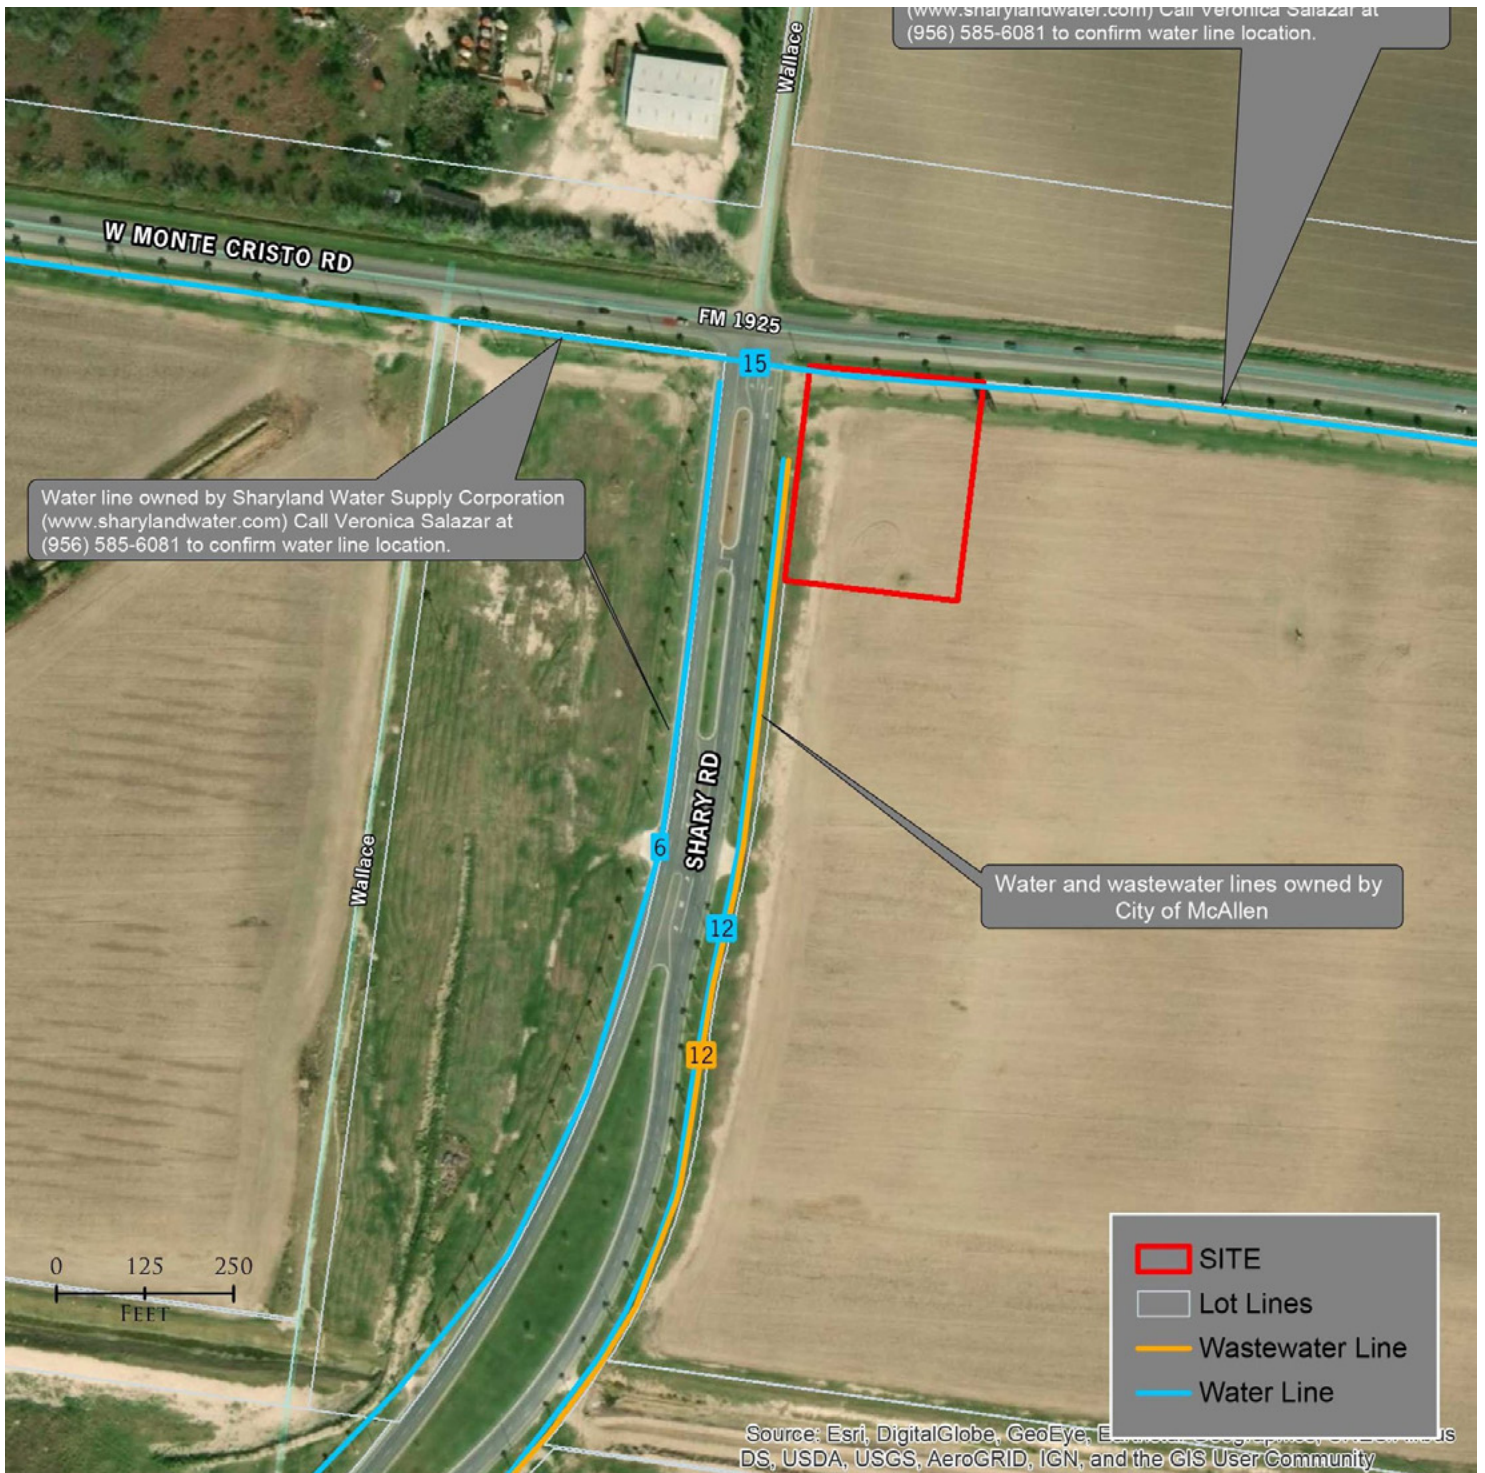 (www.sharylandwater.com) Call Veronica Salazar at
(956) 585-6081 to confirm water line location.
Wallace
W MONTE CRISTO RD
FM 1925
15
Water line owned by Sharyland Water Supply Corporation
(www.sharylandwater.com) Call Veronica Salazar at
(956) 585-6081 to confirm water line location.
SHARY RD
6
Wallace
Water and wastewater lines owned by
City of McAllen
12
12
0 125 250
FEET
SITE
Lot Lines
Wastewater Line
Water Line
Source: Esri, DigitalGlobe, GeoEye,
DS, USDA, USGS, AeroGRID, IGN, and the GIS User Community